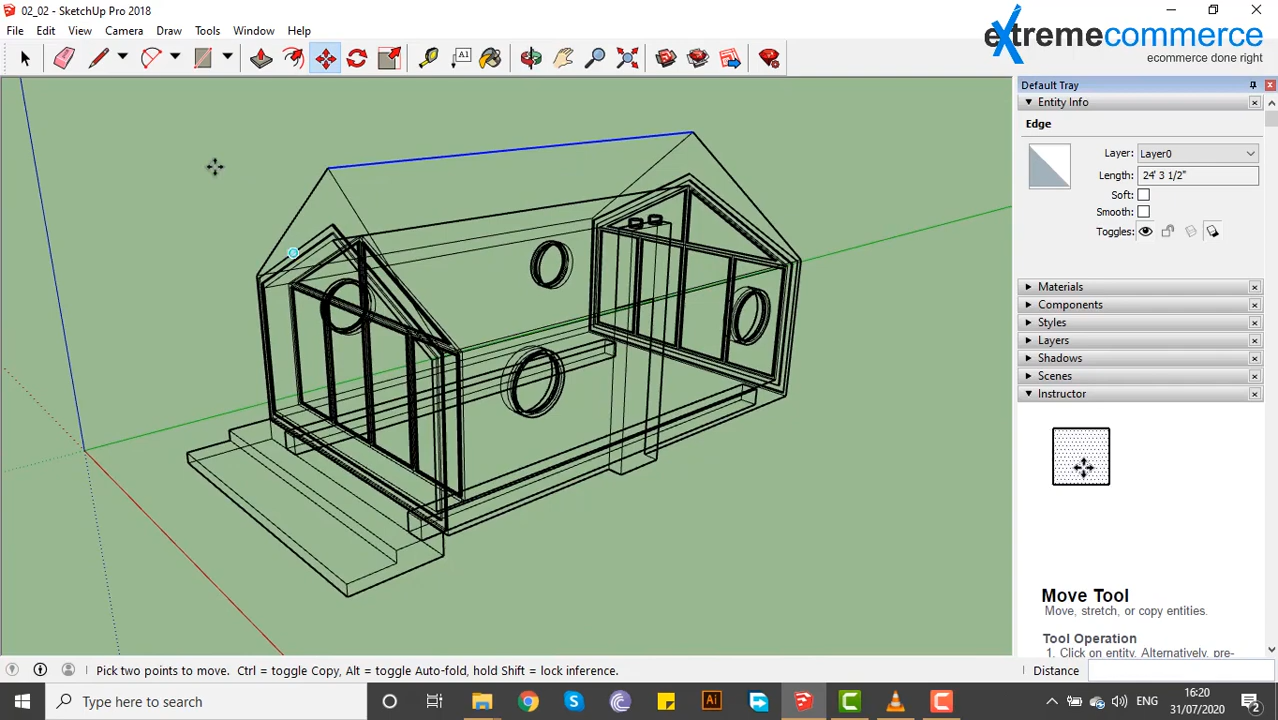 02_02 - SketchUp Pro 2018
File Edit View Camera Draw Tools Window Help
extremecommerce
ecommerce done right
A1
Default Tray
Entity Info
Edge
Layer: Layer0
Length: 24' 3 1/2"
Soft:
Smooth:
Toggles:
Materials
Components
Styles
Layers
Shadows
Scenes
Instructor
Move Tool
Move, stretch, or copy entities.
Tool Operation
1. Click on entity. Alternatively, pre-
Pick two points to move. Ctrl = toggle Copy, Alt = toggle Auto-fold, hold Shift = lock inference.
Distance
Type here to search
Ai
ENG
16:20
31/07/2020
2